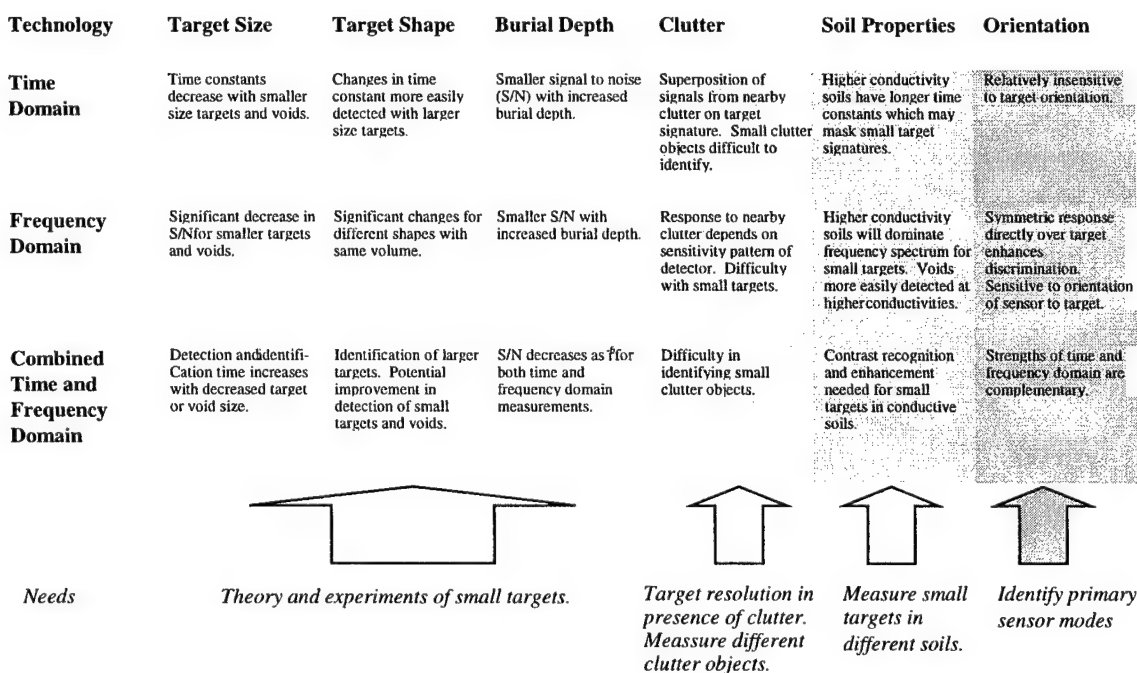 Technology Target Size Target Shape Burial Depth Clutter Soil Properties Orientation
Time
Domain
Time constants
decrease with smaller
size targets and voids.
Changes in time
constant more easily
detected with larger
size targets.
Smaller signal to noise
(S/N) with increased
burial depth.
Superposition of
signals from nearby
clutter on target
signature. Small clutter
objects difficult to
identify.
Higher conductivity
soils have longer time
constants which may
mask small target
signatures.
Relatively insensitive
to target orientation.
Frequency
Domain
Significant decrease in
S/Nfor smaller targets
and voids.
Significant changes for
different shapes with
same volume.
Smaller S/N with
increased burial depth.
Response to nearby
clutter depends on
sensitivity pattern of
detector. Difficulty
with small targets.
Higher conductivity
soils will dominate
frequency spectrum for
small targets. Voids
more easily detected at
higherconductivities.
Symmetric response
directly over target
enhances
discrimination.
Sensitive to orientation
of sensor to target.
Combined
Time and
Frequency
Domain
Detection andidentifi-
Cation time increases
with decreased target
or void size.
Identification of larger
targets. Potential
improvement in
detection of small
targets and voids.
S/N decreases as for
both time and
frequency domain
measurements.
Difficulty in
identifying small
clutter objects.
Contrast recognition
and enhancement
needed for small
targets in conductive
soils.
Strengths of time and
frequency domain are
complementary.
Needs
Theory and experiments of small targets.
Target resolution in
presence of clutter.
Meassure different
clutter objects.
Measure small
targets in
different soils.
Identify primary
sensor modes